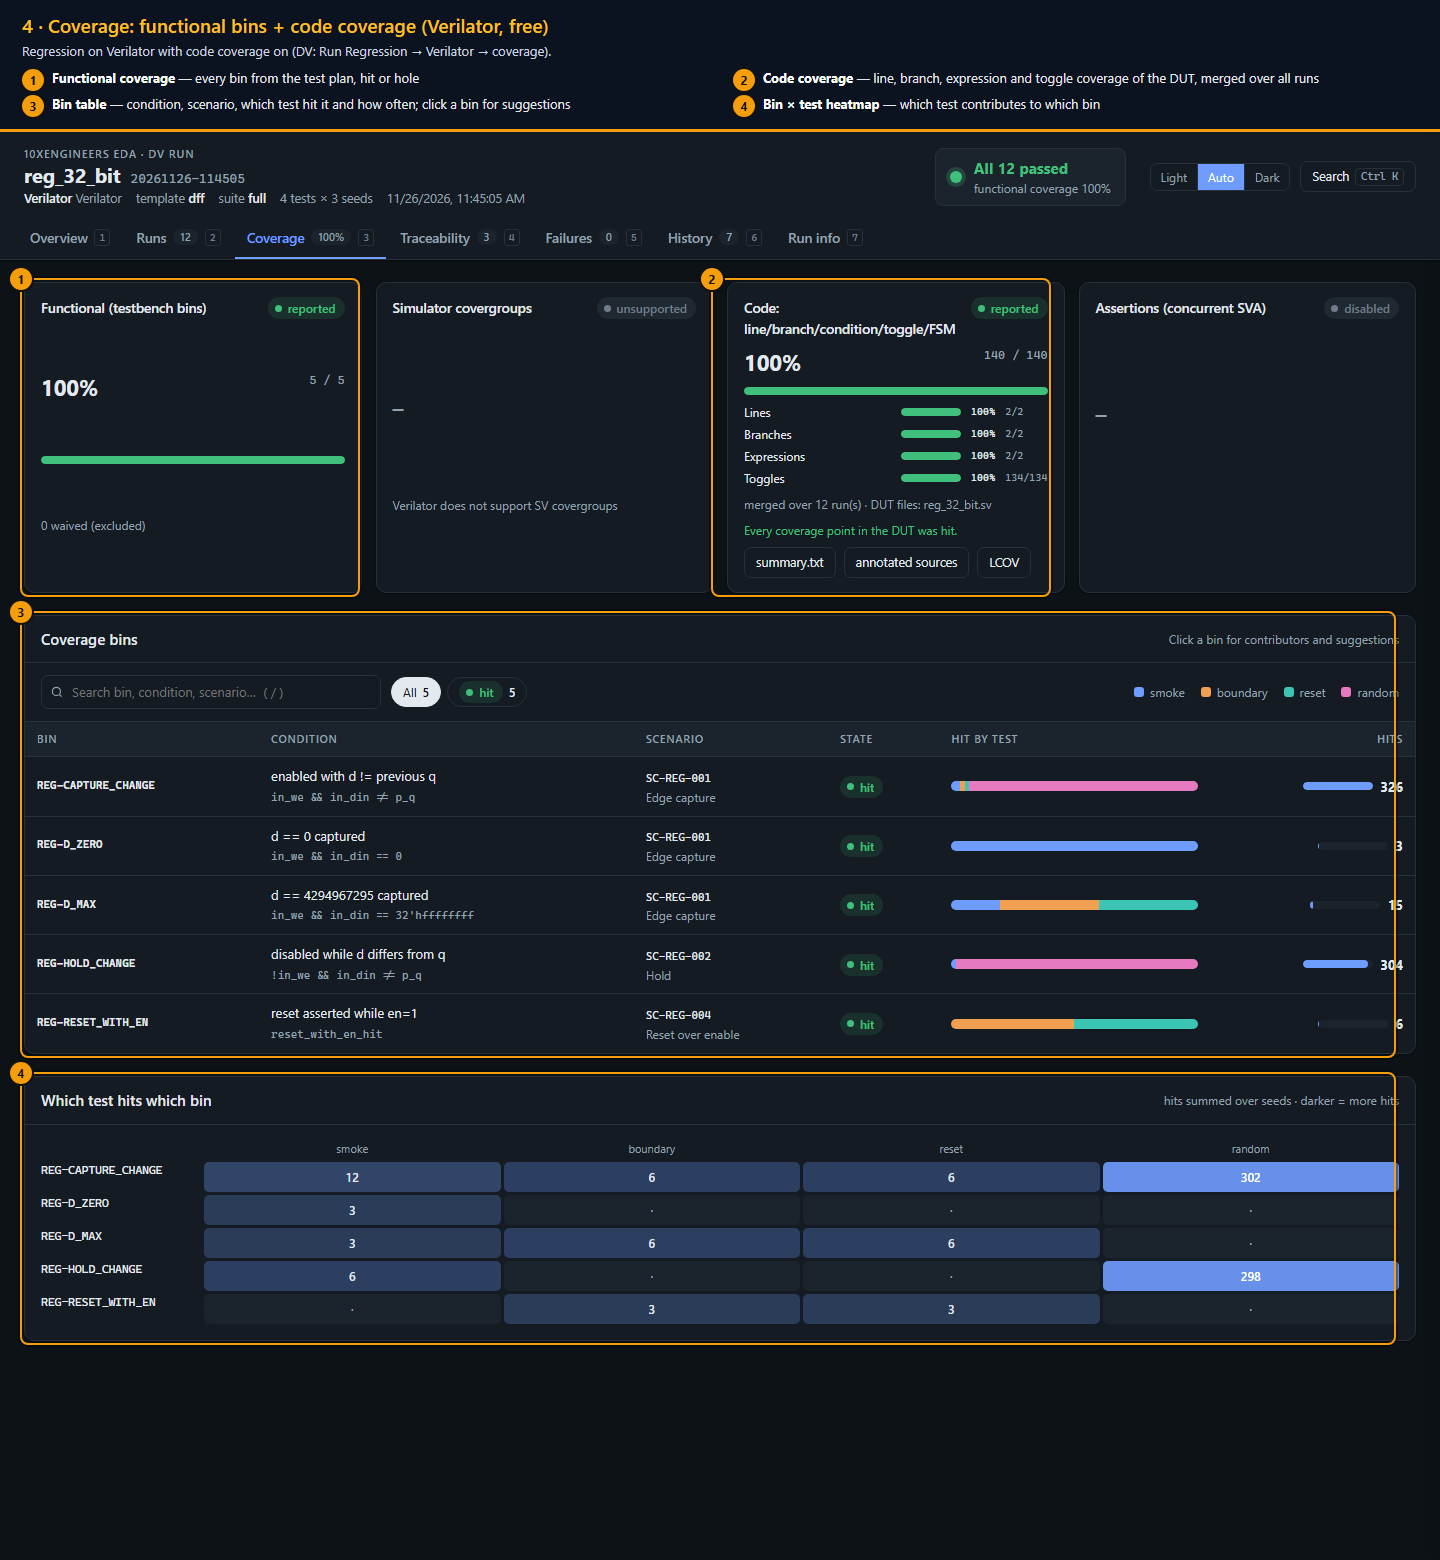 4 · Coverage: functional bins + code coverage (Verilator, free)
Regression on Verilator with code coverage on (DV: Run Regression → Verilator → coverage).
1 Functional coverage — every bin from the test plan, hit or hole
2 Code coverage — line, branch, expression and toggle coverage of the DUT, merged over all runs
3 Bin table — condition, scenario, which test hit it and how often; click a bin for suggestions
4 Bin × test heatmap — which test contributes to which bin
10XENGINEERS EDA · DV RUN
reg_32_bit 20261126-114505
Verilator Verilator template dff suite full 4 tests × 3 seeds 11/26/2026, 11:45:05 AM
All 12 passed
functional coverage 100%
Light Auto Dark
Search Ctrl K
Overview 1 Runs 12 2 Coverage 100% 3 Traceability 3 4 Failures 0 5 History 7 6 Run info 7
1
Functional (testbench bins) reported
100% 5 / 5
0 waived (excluded)
Simulator covergroups unsupported
—
Verilator does not support SV covergroups
2
Code: line/branch/condition/toggle/FSM reported
100% 140 / 140
Lines 100% 2/2
Branches 100% 2/2
Expressions 100% 2/2
Toggles 100% 134/134
merged over 12 run(s) · DUT files: reg_32_bit.sv
Every coverage point in the DUT was hit.
summary.txt annotated sources LCOV
Assertions (concurrent SVA) disabled
—
3
Coverage bins Click a bin for contributors and suggestions
Search bin, condition, scenario... (/) All 5 hit 5 smoke boundary reset random
BIN CONDITION SCENARIO STATE HIT BY TEST HITS
REG-CAPTURE_CHANGE enabled with d != previous q SC-REG-001 hit 326
in_we && in_din ≠ p_q Edge capture
REG-D_ZERO d == 0 captured SC-REG-001 hit 3
in_we && in_din == 0 Edge capture
REG-D_MAX d == 4294967295 captured SC-REG-001 hit 15
in_we && in_din == 32'hffffffff Edge capture
REG-HOLD_CHANGE disabled while d differs from q SC-REG-002 hit 304
!in_we && in_din ≠ p_q Hold
REG-RESET_WITH_EN reset asserted while en=1 SC-REG-004 hit 6
reset_with_en_hit Reset over enable
4
Which test hits which bin hits summed over seeds · darker = more hits
smoke boundary reset random
REG-CAPTURE_CHANGE 12 6 6 302
REG-D_ZERO 3 · · ·
REG-D_MAX 3 6 6 ·
REG-HOLD_CHANGE 6 · · 298
REG-RESET_WITH_EN · 3 3 ·